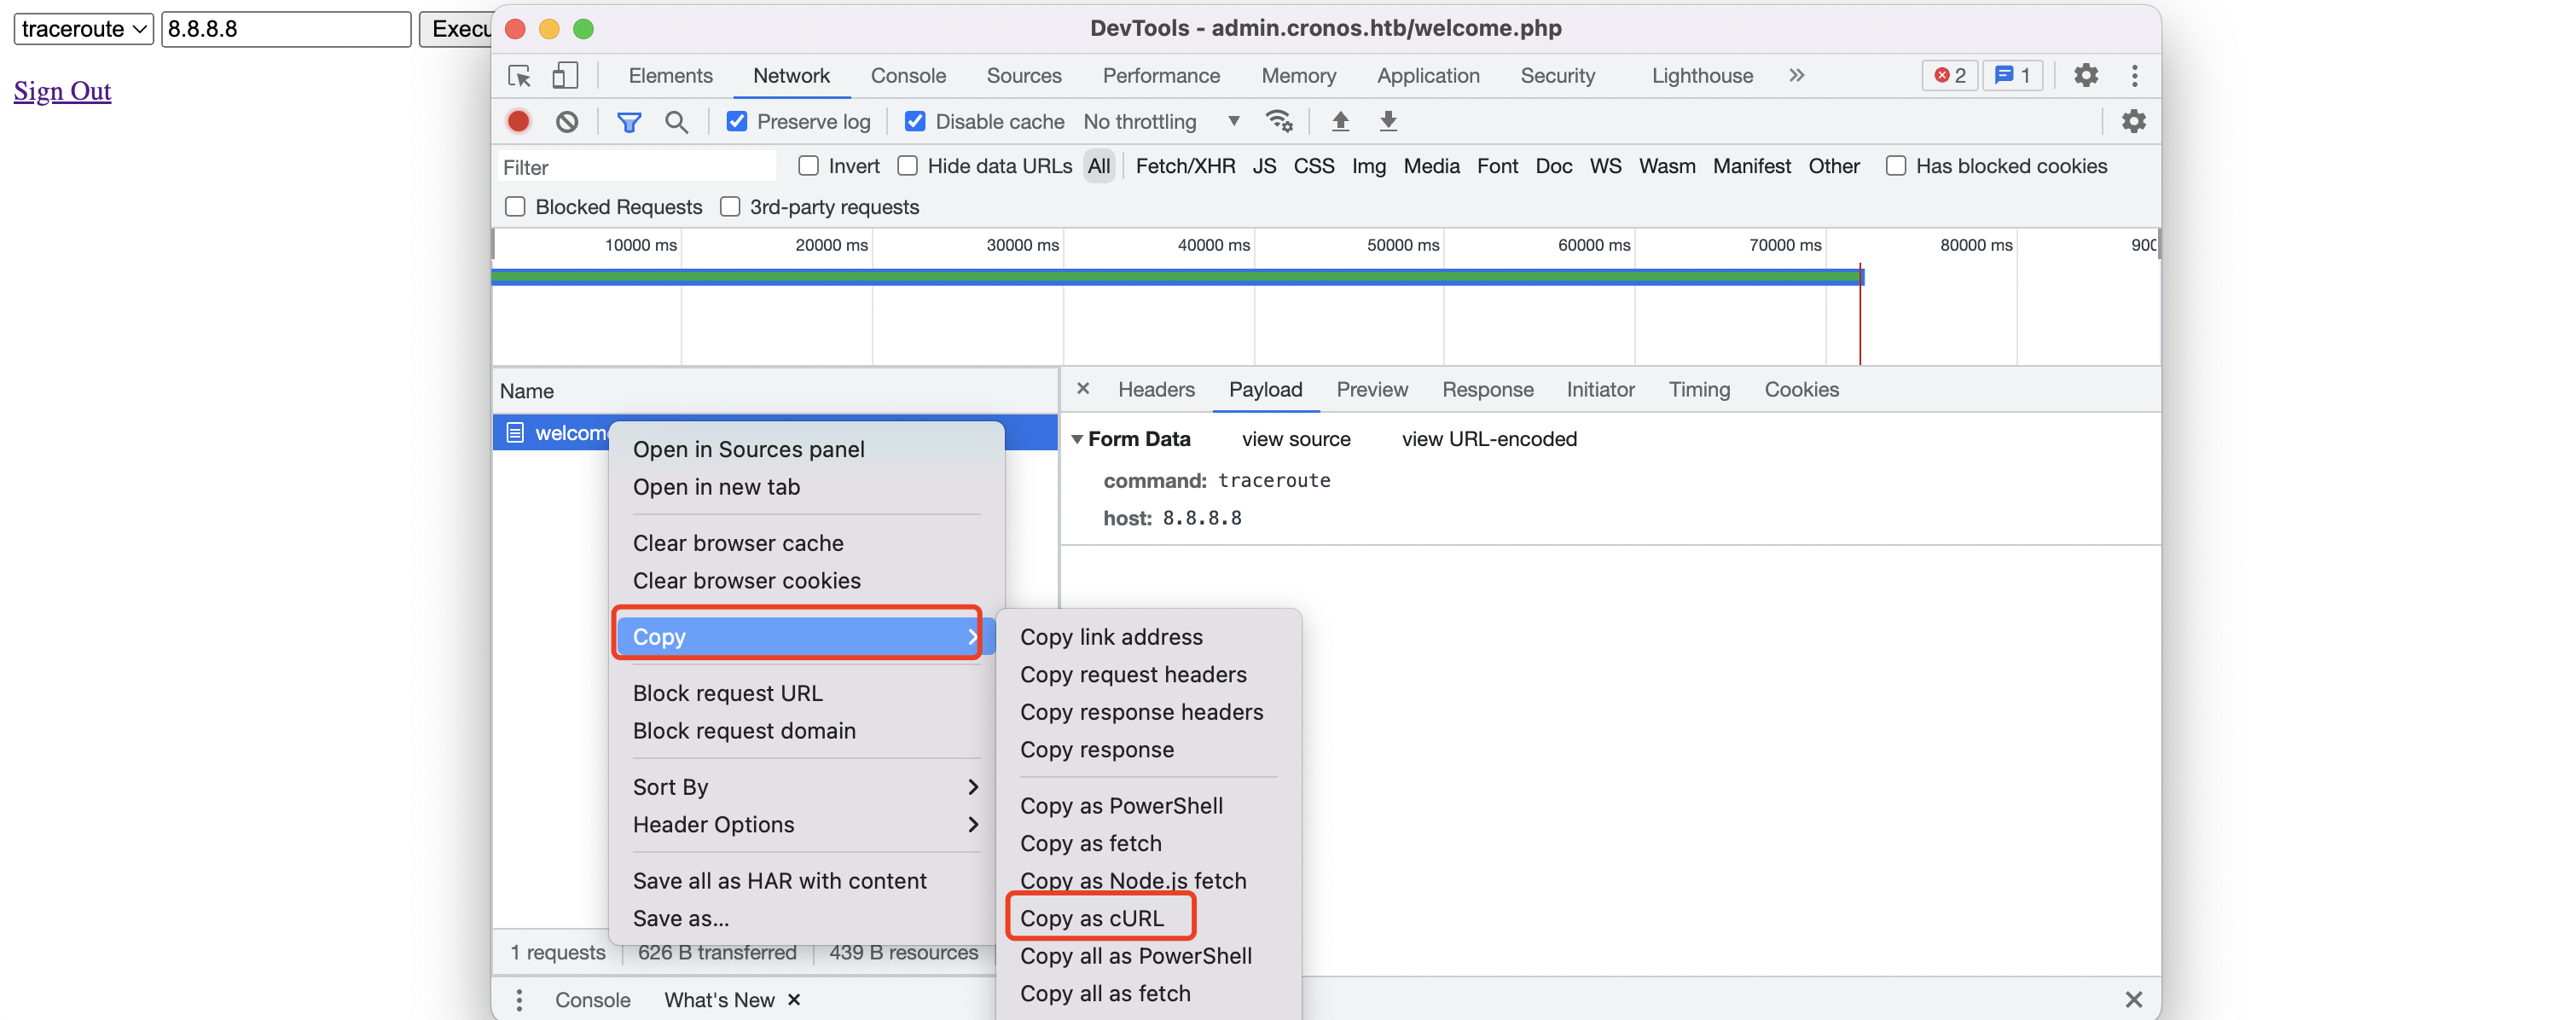 traceroute 8.8.8.8 Execu
Sign Out
DevTools - admin.cronos.htb/welcome.php
Elements Network Console Sources Performance Memory Application Security Lighthouse 2 1
Preserve log Disable cache No throttling
Filter Invert Hide data URLs All Fetch/XHR JS CSS Img Media Font Doc WS Wasm Manifest Other Has blocked cookies
Blocked Requests 3rd-party requests
10000 ms 20000 ms 30000 ms 40000 ms 50000 ms 60000 ms 70000 ms 80000 ms 900
Name
Headers Payload Preview Response Initiator Timing Cookies
welcom
Form Data view source view URL-encoded
command: traceroute
host: 8.8.8.8
Open in Sources panel
Open in new tab
Clear browser cache
Clear browser cookies
Copy
Block request URL
Block request domain
Sort By
Header Options
Save all as HAR with content
Save as...
Copy link address
Copy request headers
Copy response headers
Copy response
Copy as PowerShell
Copy as fetch
Copy as Node.js fetch
Copy as cURL
Copy all as PowerShell
Copy all as fetch
1 requests 626 B transferred 439 B resources
Console What's New